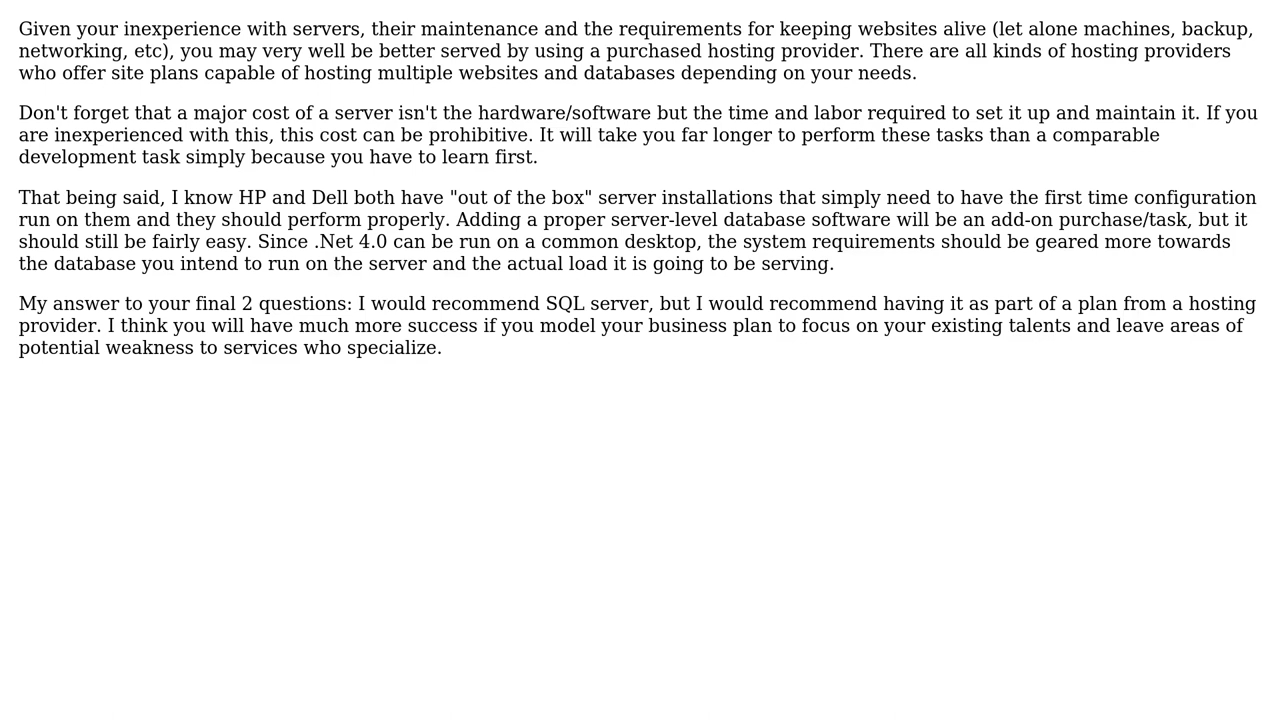 Given your inexperience with servers, their maintenance and the requirements for keeping websites alive (let alone machines, backup,
networking, etc), you may very well be better served by using a purchased hosting provider. There are all kinds of hosting providers
who offer site plans capable of hosting multiple websites and databases depending on your needs.
Don't forget that a major cost of a server isn't the hardware/software but the time and labor required to set it up and maintain it. If you
are inexperienced with this, this cost can be prohibitive. It will take you far longer to perform these tasks than a comparable
development task simply because you have to learn first.
That being said, I know HP and Dell both have "out of the box" server installations that simply need to have the first time configuration
run on them and they should perform properly. Adding a proper server-level database software will be an add-on purchase/task, but it
should still be fairly easy. Since .Net 4.0 can be run on a common desktop, the system requirements should be geared more towards
the database you intend to run on the server and the actual load it is going to be serving.
My answer to your final 2 questions: I would recommend SQL server, but I would recommend having it as part of a plan from a hosting
provider. I think you will have much more success if you model your business plan to focus on your existing talents and leave areas of
potential weakness to services who specialize.